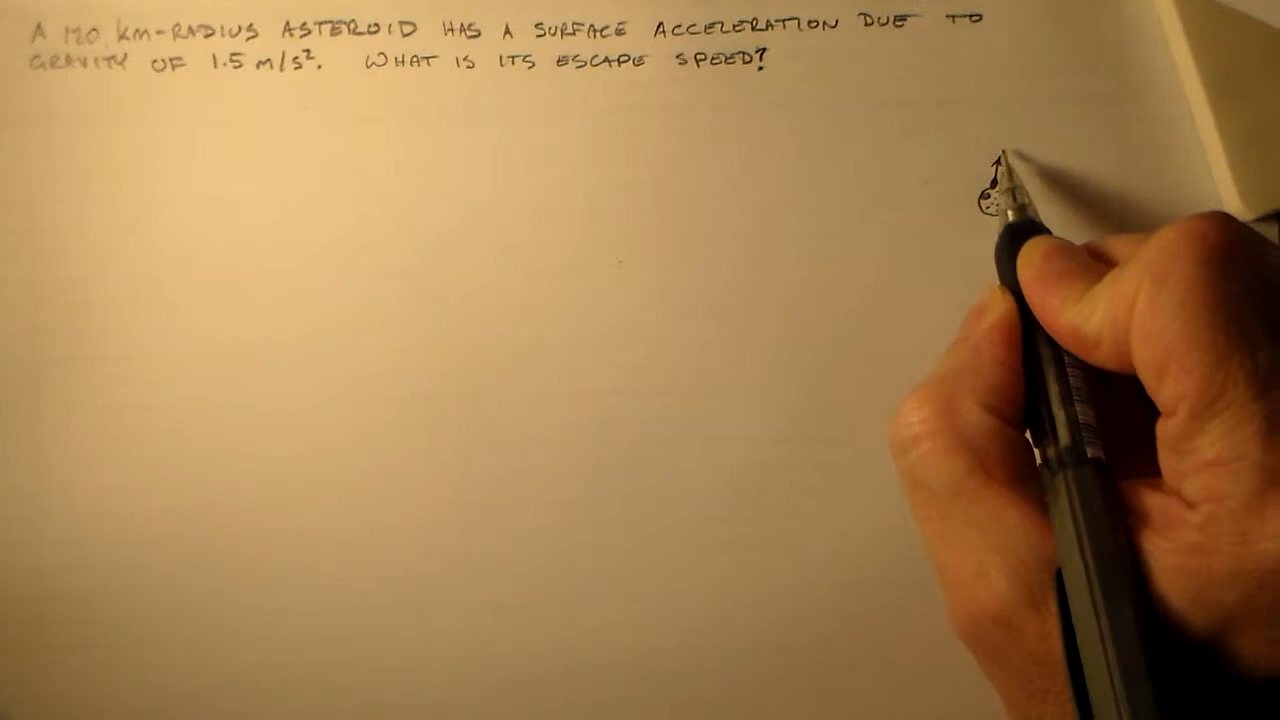 A 120 km-RADIUS ASTEROID HAS A SURFACE ACCELERATION DUE TO
GRAVITY OF 1.5 m/s². WHAT IS ITS ESCAPE SPEED?